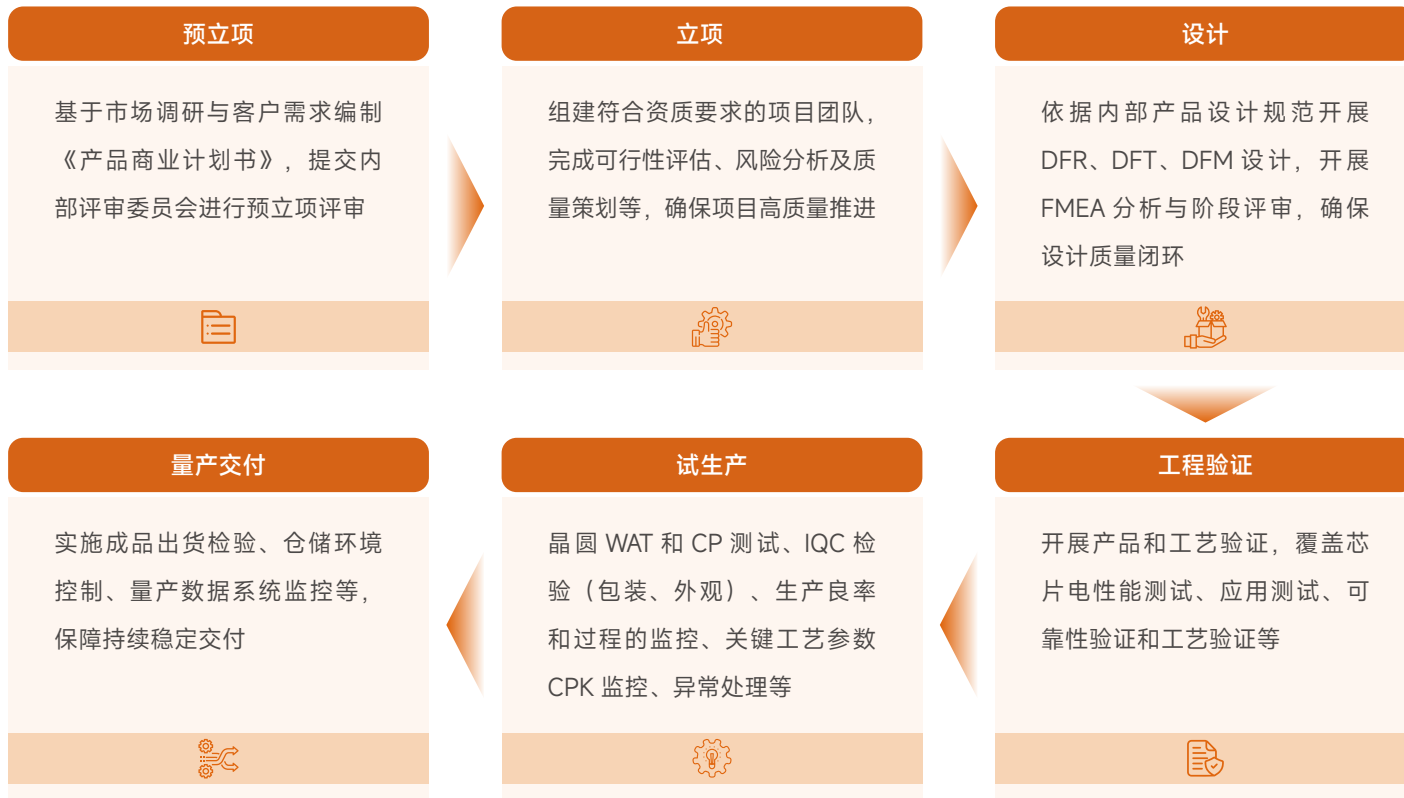 预立项
基于市场调研与客户需求编制
《产品商业计划书》，提交内
部评审委员会进行预立项评审
立项
组建符合资质要求的项目团队，
完成可行性评估、风险分析及质
量策划等，确保项目高质量推进
设计
依据内部产品设计规范开展
DFR、DFT、DFM 设计，开展
FMEA 分析与阶段评审，确保
设计质量闭环
工程验证
开展产品和工艺验证，覆盖芯
片电性能测试、应用测试、可
靠性验证和工艺验证等
试生产
晶圆 WAT 和 CP 测试、IQC 检
验（包装、外观）、生产良率
和过程的监控、关键工艺参数
CPK 监控、异常处理等
量产交付
实施成品出货检验、仓储环境
控制、量产数据系统监控等，
保障持续稳定交付